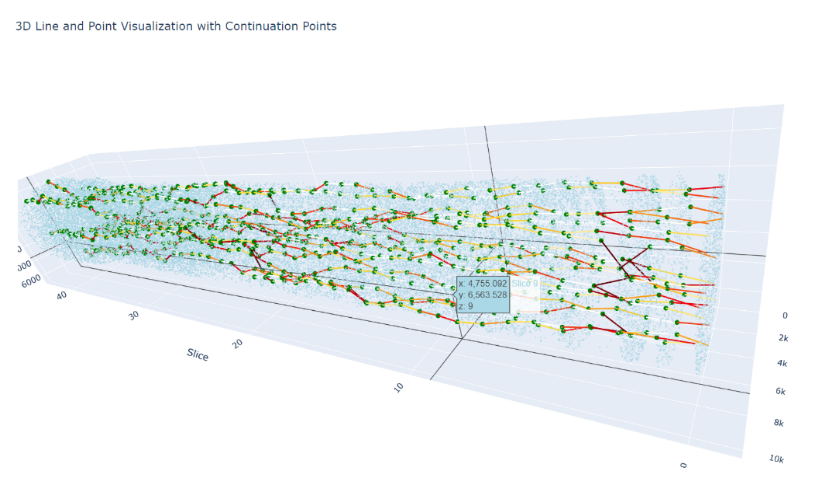 3D Line and Point Visualization with Continuation Points
x: 4,755.092
y: 6,563.528
z: 9
Slice 9
6000
40
30
20
10
0
Slice
0
2k
4k
6k
8k
10k